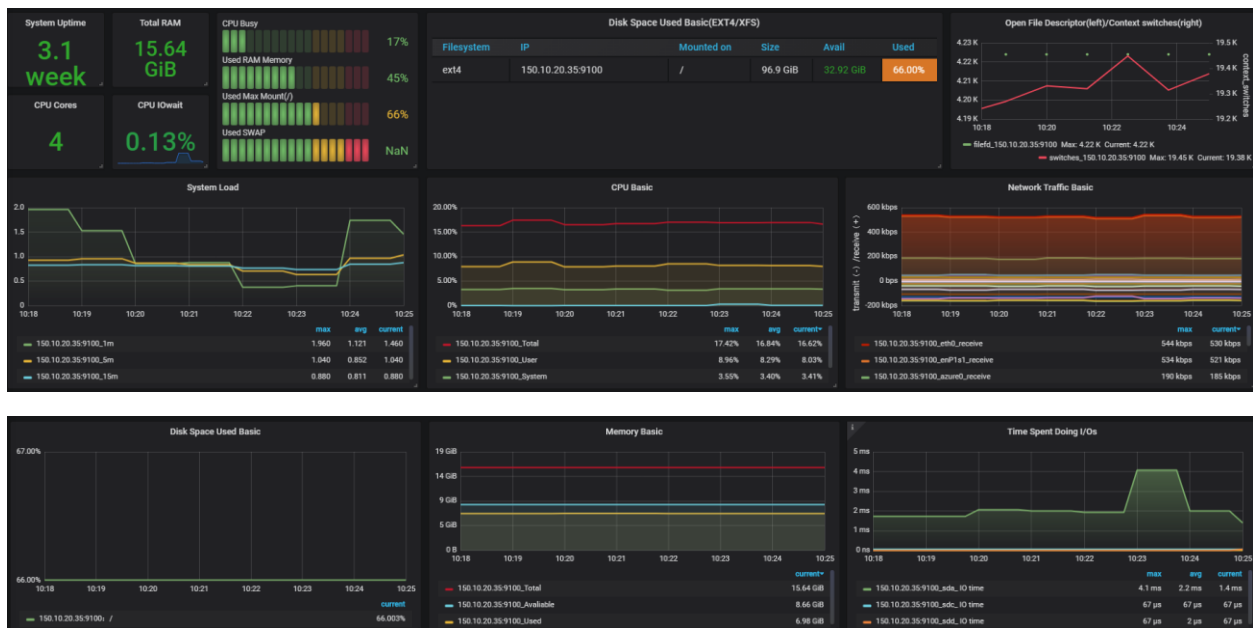 System Uptime
3.1
week
Total RAM
15.64
GiB
CPU Cores
4
CPU IOwait
0.13%
CPU Busy
17%
Used RAM Memory
45%
Used Max Mount(/)
66%
Used SWAP
NaN
Disk Space Used Basic(EXT4/XFS)
Filesystem IP Mounted on Size Avail Used
ext4 150.10.20.35:9100 / 96.9 GiB 32.92 GiB 66.00%
Open File Descriptor(left)/Context switches(right)
4.23 K 19.5 K
4.22 K
4.21 K 19.4 K
4.20 K 19.3 K
4.19 K 19.2 K
context_switches
10:18 10:20 10:22 10:24
filefd_150.10.20.35:9100 Max: 4.22 K Current: 4.22 K
switches_150.10.20.35:9100 Max: 19.45 K Current: 19.38 K
System Load
2.0
1.5
1.0
0.5
0
10:18 10:19 10:20 10:21 10:22 10:23 10:24 10:25
max avg current
150.10.20.35:9100_1m 1.960 1.121 1.460
150.10.20.35:9100_5m 1.040 0.852 1.040
150.10.20.35:9100_15m 0.880 0.811 0.880
CPU Basic
20.00%
15.00%
10.00%
5.00%
0%
10:18 10:19 10:20 10:21 10:22 10:23 10:24 10:25
max avg current
150.10.20.35:9100_Total 17.42% 16.84% 16.62%
150.10.20.35:9100_User 8.96% 8.29% 8.03%
150.10.20.35:9100_System 3.55% 3.40% 3.41%
Network Traffic Basic
transmit (-) /receive (+)
600 kbps
400 kbps
200 kbps
0 bps
-200 kbps
10:18 10:19 10:20 10:21 10:22 10:23 10:24 10:25
max current
150.10.20.35:9100_eth0_receive 544 kbps 530 kbps
150.10.20.35:9100_enP1s1_receive 534 kbps 521 kbps
150.10.20.35:9100_azure0_receive 190 kbps 185 kbps
Disk Space Used Basic
67.00%
66.00%
10:18 10:19 10:20 10:21 10:22 10:23 10:24 10:25
current
150.10.20.35:9100: / 66.003%
Memory Basic
19 GiB
14 GiB
9 GiB
5 GiB
0 B
10:18 10:19 10:20 10:21 10:22 10:23 10:24 10:25
current
150.10.20.35:9100_Total 15.64 GiB
150.10.20.35:9100_Avaliable 8.66 GiB
150.10.20.35:9100_Used 6.98 GiB
i
Time Spent Doing I/Os
5 ms
4 ms
3 ms
2 ms
1 ms
0 ns
10:18 10:19 10:20 10:21 10:22 10:23 10:24 10:25
max avg current
150.10.20.35:9100_sda_ IO time 4.1 ms 2.2 ms 1.4 ms
150.10.20.35:9100_sdc_ IO time 67 µs 67 µs 67 µs
150.10.20.35:9100_sdd_ IO time 67 µs 2 µs 67 µs